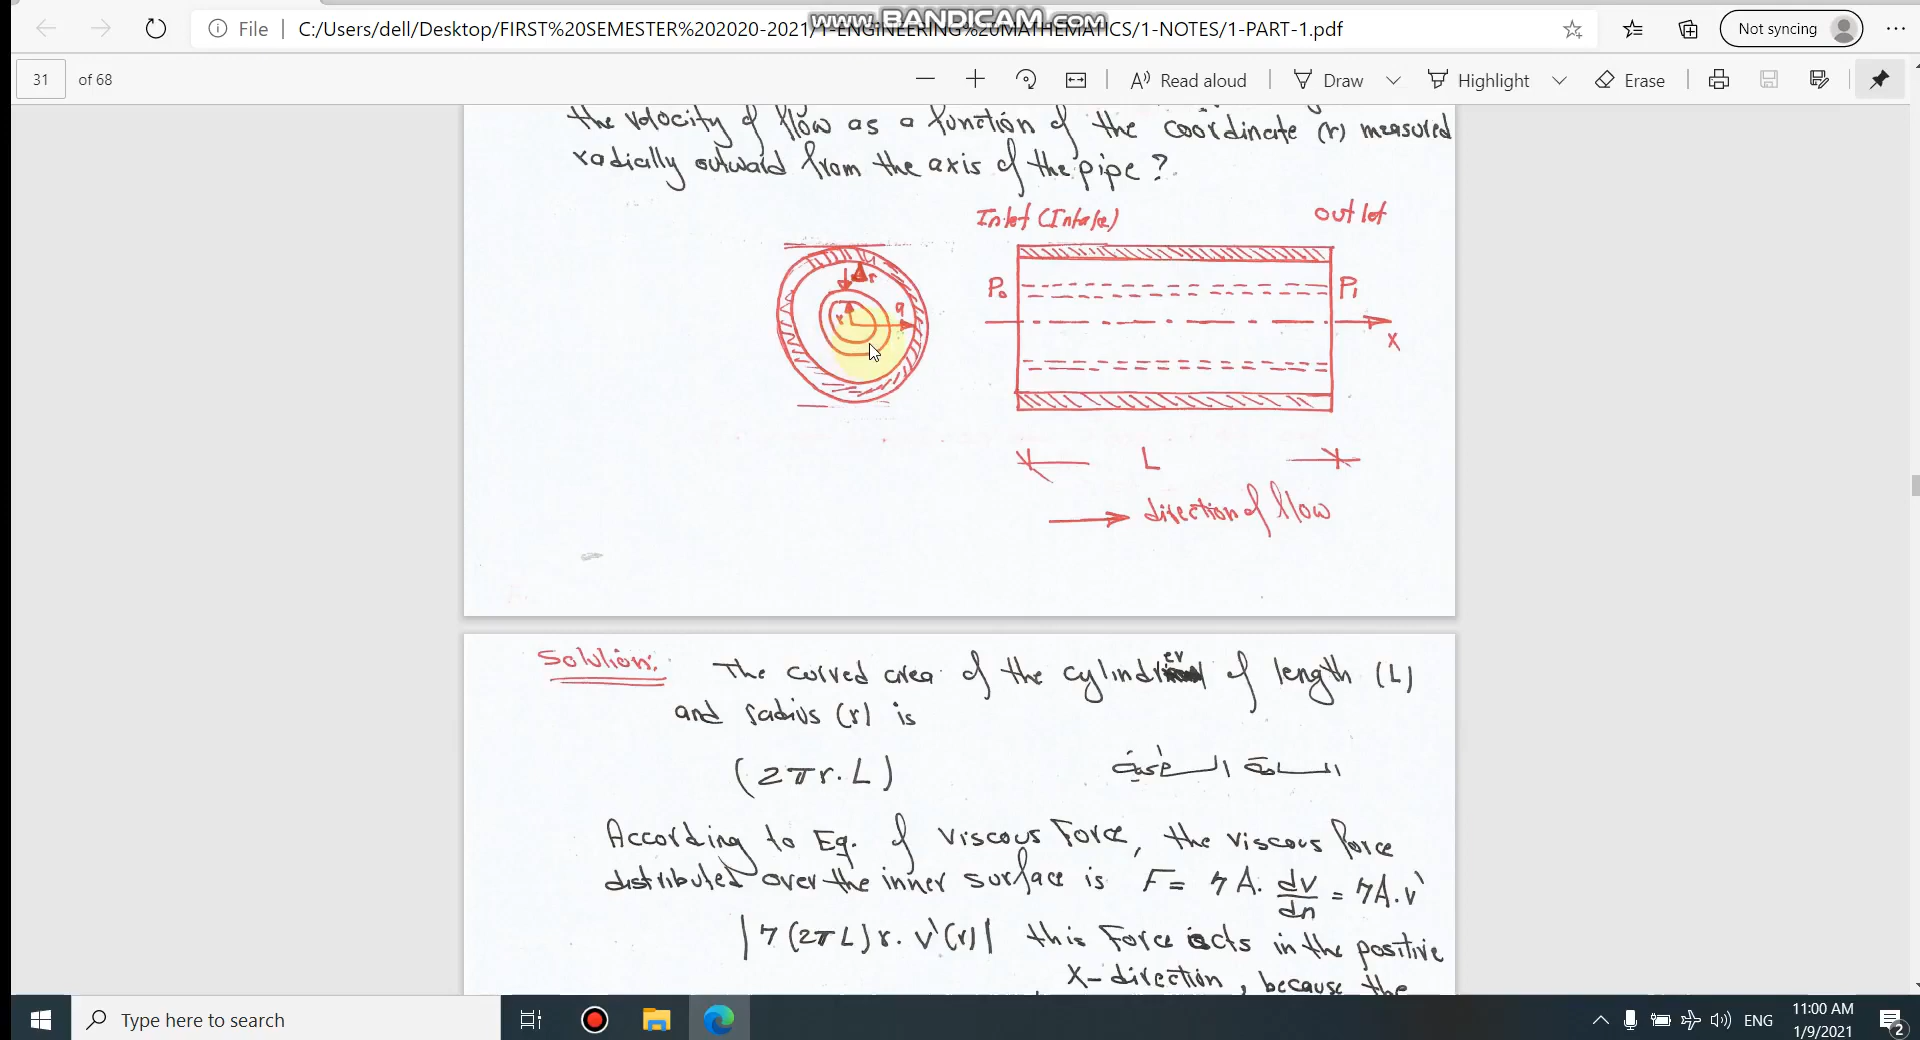 www.BANDICAM.com
File
C:/Users/dell/Desktop/FIRST%20SEMESTER%202020-2021/1-ENGINEERING%20MATHEMATICS/1-NOTES/1-PART-1.pdf
Not syncing
31 of 68
Read aloud
Draw
Highlight
Erase
the velocity of flow as a function of the coordinate (r) measured
radially outward from the axis of the pipe?
Inlet (Intake)
outlet
Δr
r
a
P₀
P₁
X
L
direction of flow
Solution:
The curved area of the cylinder of length (L)
and radius (r) is
(2πr.L)
According to Eq. of viscous Force, the viscous force
distributed over the inner surface is F= η A. dv/dn = ηA.v'
|η(2πL)r. v'(r)| this Force acts in the positive
X-direction, because the
Type here to search
ENG
11:00 AM
1/9/2021
2